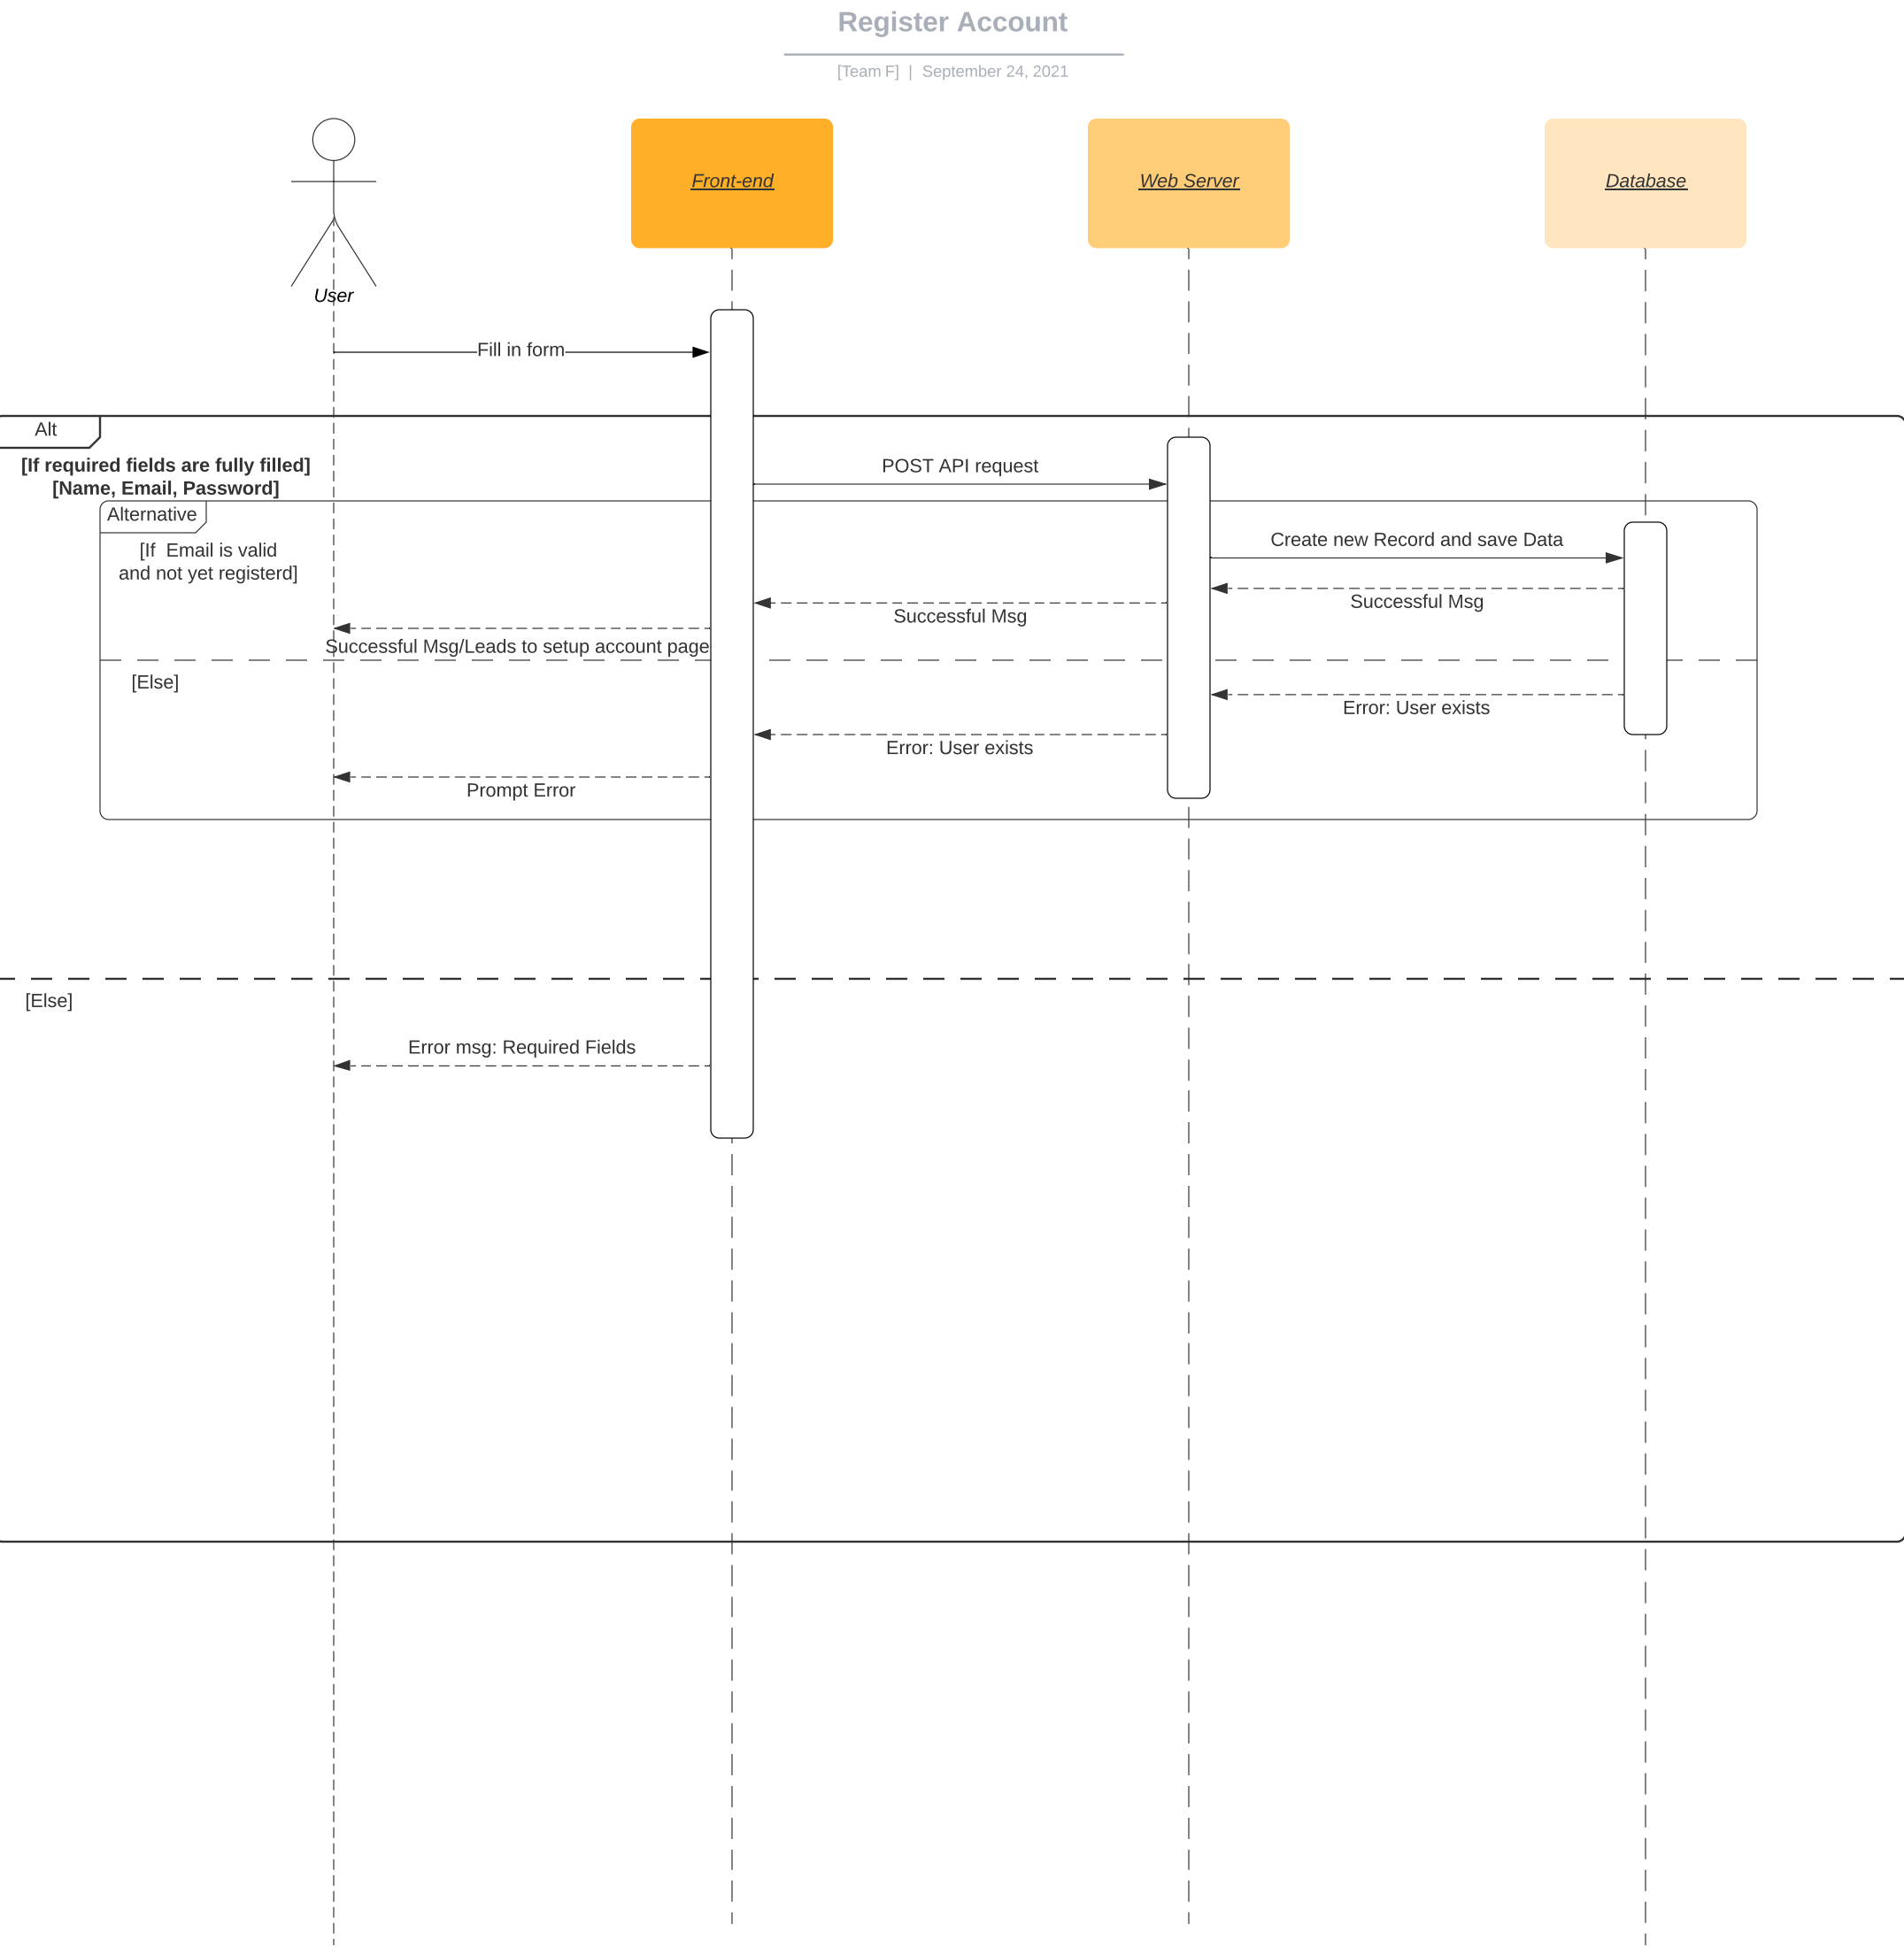 Register Account
[Team F]  |  September 24, 2021
Front-end
Web Server
Database
User
Fill in form
Alt
[If required fields are fully filled]
[Name, Email, Password]
POST API request
Alternative
[If  Email is valid
and not yet registerd]
Create new Record and save Data
Successful Msg
Successful Msg
Successful Msg/Leads to setup account page
[Else]
Error: User exists
Error: User exists
Prompt Error
[Else]
Error msg: Required Fields